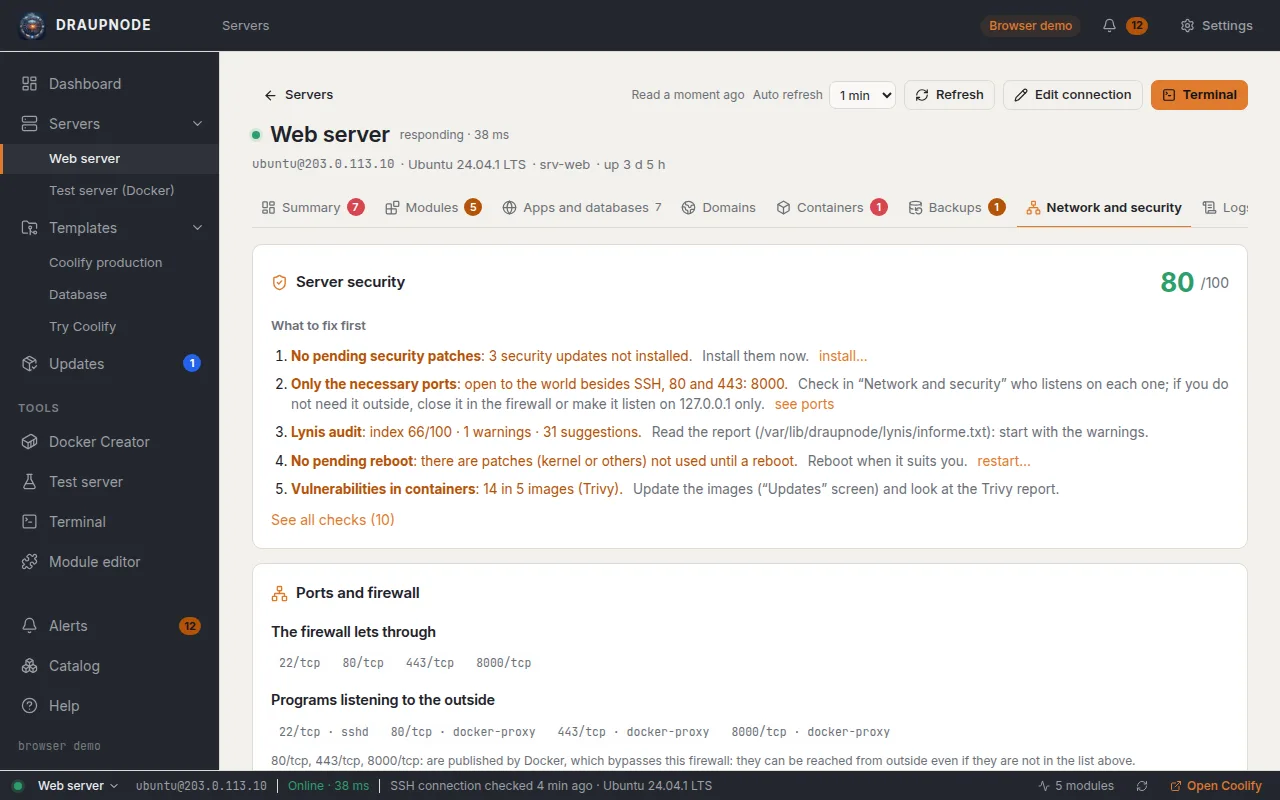 DRAUPNODE
Servers
Browser demo
12
Settings
Dashboard
Servers
Web server
Test server (Docker)
Templates
Coolify production
Database
Try Coolify
Updates
1
TOOLS
Docker Creator
Test server
Terminal
Module editor
Alerts
12
Catalog
Help
browser demo
Servers
Read a moment ago
Auto refresh
1 min
Refresh
Edit connection
Terminal
Web server responding · 38 ms
ubuntu@203.0.113.10 · Ubuntu 24.04.1 LTS · srv-web · up 3 d 5 h
Summary 7
Modules 5
Apps and databases 7
Domains
Containers 1
Backups 1
Network and security
Logs
Server security
80 /100
What to fix first
1. No pending security patches: 3 security updates not installed. Install them now. install...
2. Only the necessary ports: open to the world besides SSH, 80 and 443: 8000. Check in “Network and security” who listens on each one; if you do
not need it outside, close it in the firewall or make it listen on 127.0.0.1 only. see ports
3. Lynis audit: index 66/100 · 1 warnings · 31 suggestions. Read the report (/var/lib/draupnode/lynis/informe.txt): start with the warnings.
4. No pending reboot: there are patches (kernel or others) not used until a reboot. Reboot when it suits you. restart...
5. Vulnerabilities in containers: 14 in 5 images (Trivy). Update the images (“Updates” screen) and look at the Trivy report.
See all checks (10)
Ports and firewall
The firewall lets through
22/tcp 80/tcp 443/tcp 8000/tcp
Programs listening to the outside
22/tcp · sshd 80/tcp · docker-proxy 443/tcp · docker-proxy 8000/tcp · docker-proxy
80/tcp, 443/tcp, 8000/tcp: are published by Docker, which bypasses this firewall: they can be reached from outside even if they are not in the list above.
Web server
ubuntu@203.0.113.10
Online · 38 ms
SSH connection checked 4 min ago · Ubuntu 24.04.1 LTS
5 modules
Open Coolify